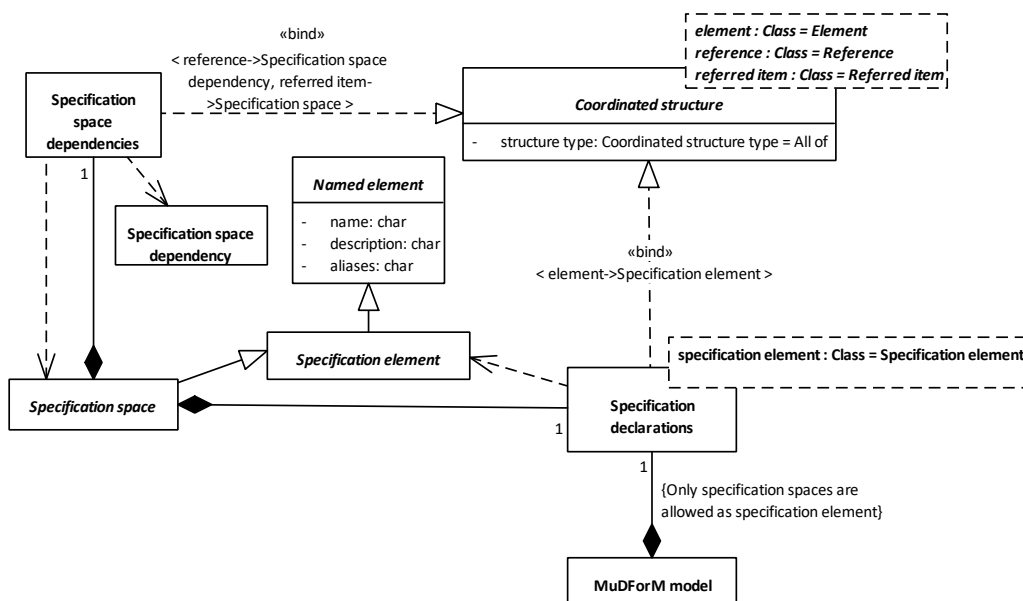 «bind»
< reference->Specification space
dependency, referred item-
>Specification space >
element : Class = Element
reference : Class = Reference
referred item : Class = Referred item
Coordinated structure
- structure type: Coordinated structure type = All of
Specification
space
dependencies
1
Named element
- name: char
- description: char
- aliases: char
Specification space
dependency
«bind»
< element->Specification element >
Specification element
specification element : Class = Specification element
Specification space
Specification
declarations
1
1
{Only specification spaces are
allowed as specification element}
MuDForM model